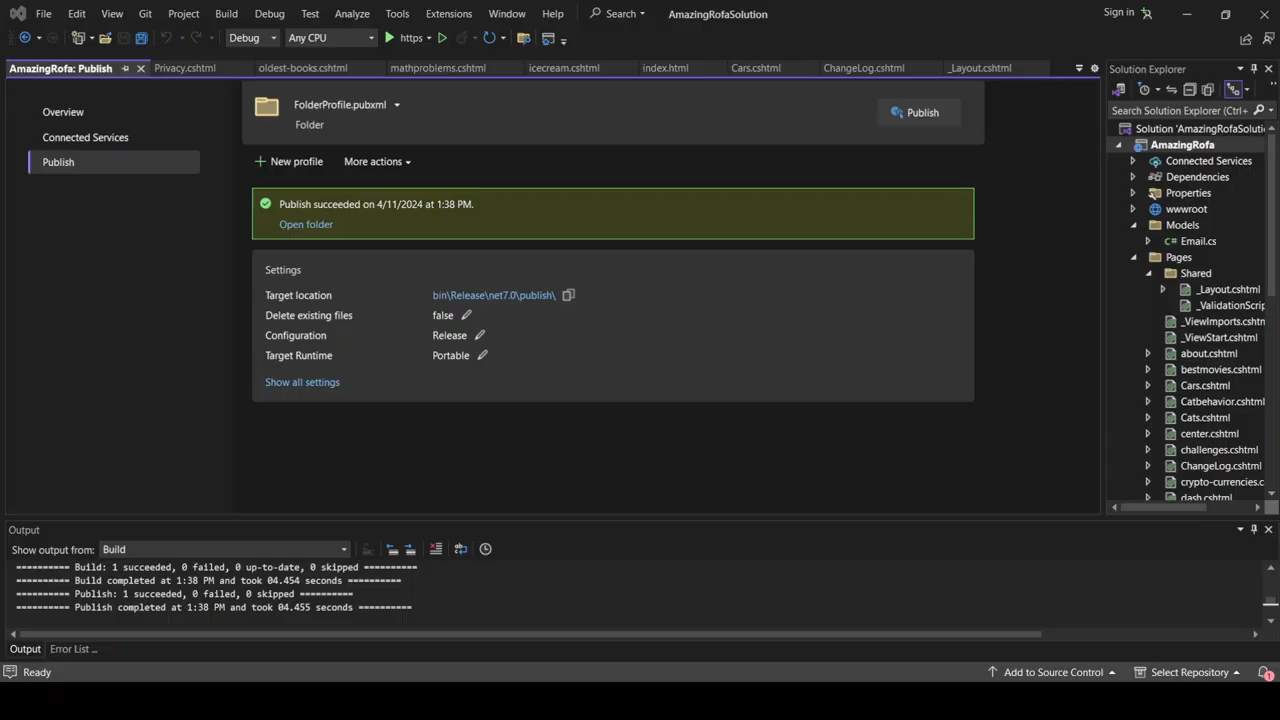 File Edit View Git Project Build Debug Test Analyze Tools Extensions Window Help Search AmazingRofaSolution Sign in
Debug Any CPU https
AmazingRofa: Publish Privacy.cshtml oldest-books.cshtml mathproblems.cshtml icecream.cshtml index.html Cars.cshtml ChangeLog.cshtml _Layout.cshtml
Overview
Connected Services
Publish
FolderProfile.pubxml
Folder
Publish
New profile More actions
Publish succeeded on 4/11/2024 at 1:38 PM.
Open folder
Settings
Target location bin\Release\net7.0\publish\
Delete existing files false
Configuration Release
Target Runtime Portable
Show all settings
Solution Explorer
Search Solution Explorer (Ctrl+
Solution 'AmazingRofaSoluti
AmazingRofa
Connected Services
Dependencies
Properties
wwwroot
Models
C# Email.cs
Pages
Shared
_Layout.cshtml
_ValidationScrip
_ViewImports.cshtm
_ViewStart.cshtml
about.cshtml
bestmovies.cshtml
Cars.cshtml
Catbehavior.cshtml
Cats.cshtml
center.cshtml
challenges.cshtml
ChangeLog.cshtml
crypto-currencies.c
dash.cshtml
Output
Show output from: Build
========== Build: 1 succeeded, 0 failed, 0 up-to-date, 0 skipped ==========
========== Build completed at 1:38 PM and took 04.454 seconds ==========
========== Publish: 1 succeeded, 0 failed, 0 skipped ==========
========== Publish completed at 1:38 PM and took 04.455 seconds ==========
Output Error List ...
Ready Add to Source Control Select Repository 1